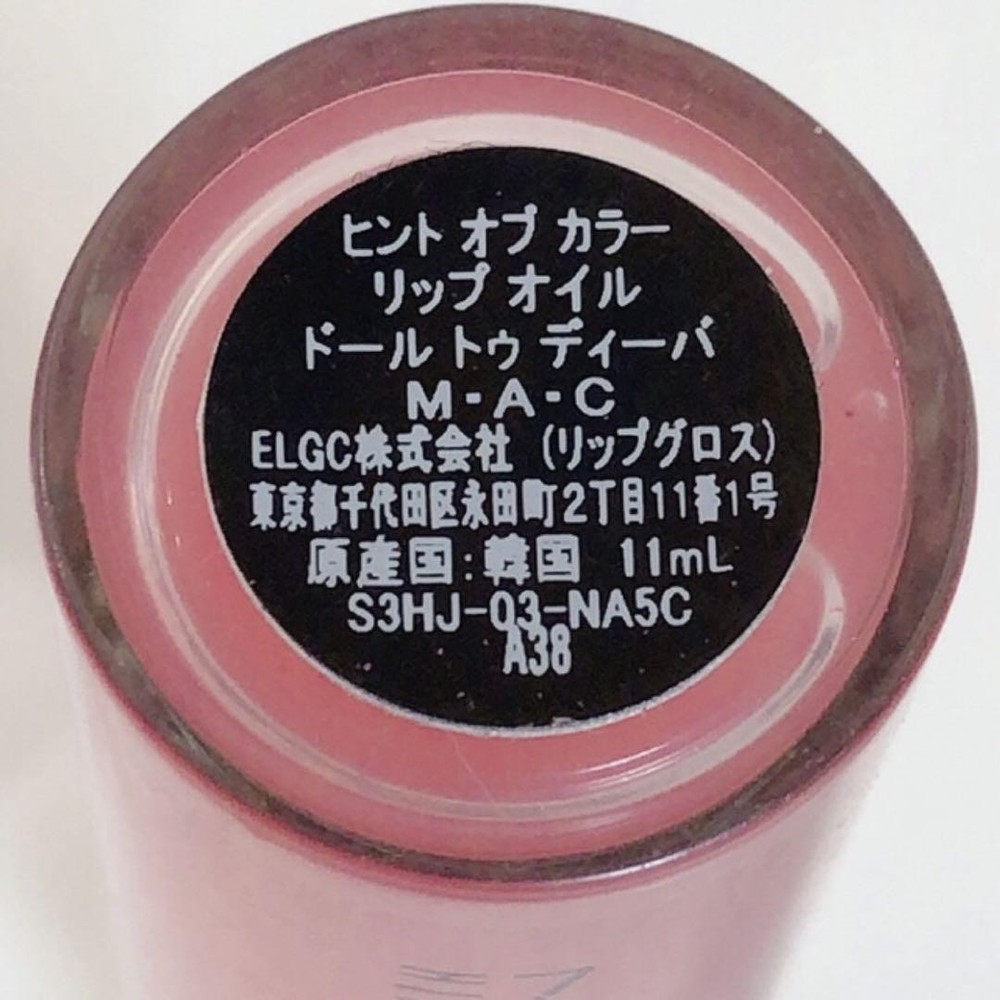 ヒント オブ カラー
リップ オイル
ドール トゥ ディーバ
M・A・C
ELGC株式会社 (リップグロス)
東京都千代田区永田町2丁目11番1号
原産国:韓国 11mL
S3HJ-03-NA5C
A38